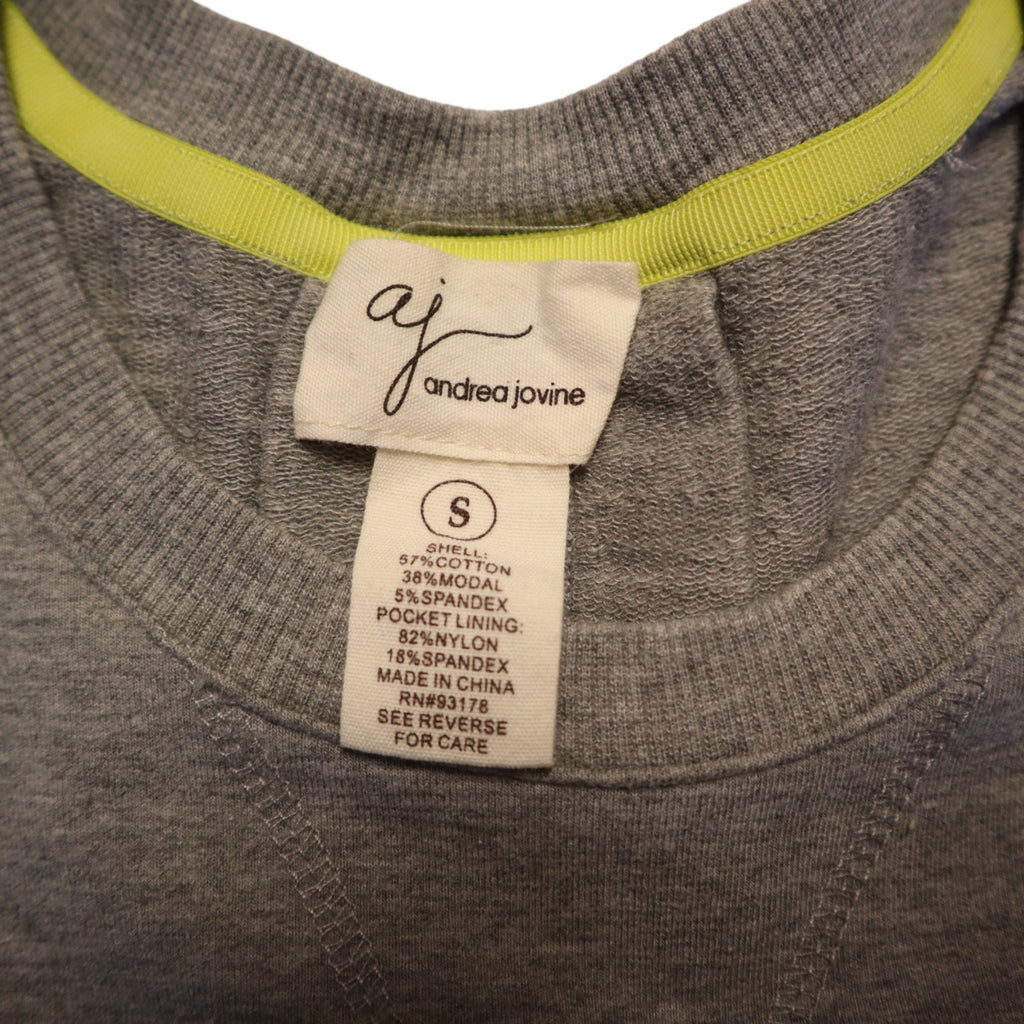 aj
andrea jovine
S
SHELL:
57%COTTON
38%MODAL
5%SPANDEX
POCKET LINING:
82%NYLON
18%SPANDEX
MADE IN CHINA
RN#93178
SEE REVERSE
FOR CARE